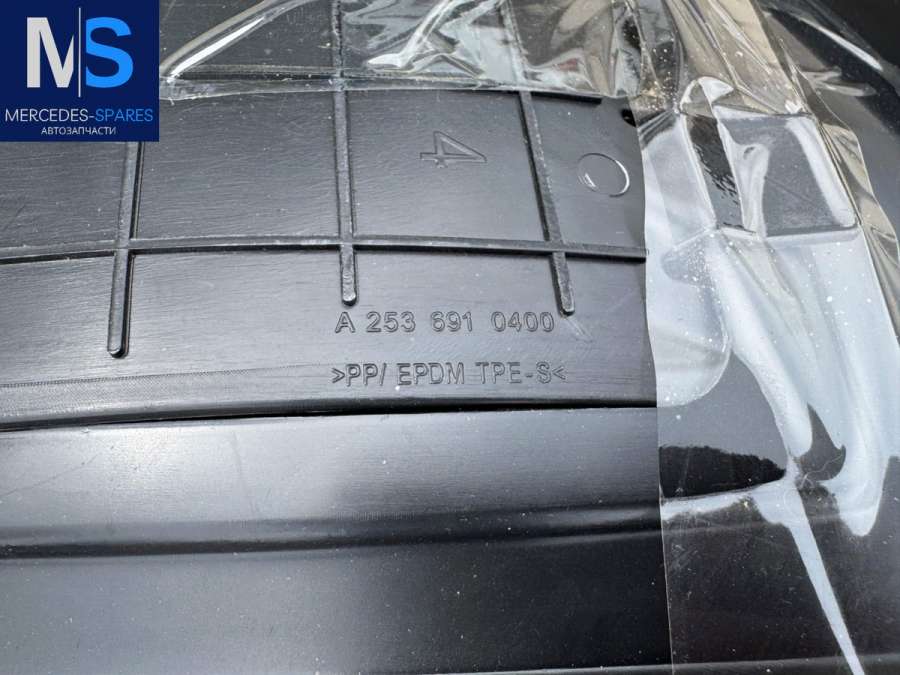 MS
MERCEDES-SPARES
АВТОЗАПЧАСТИ
4
A 253 691 0400
>PP/ EPDM TPE-S<